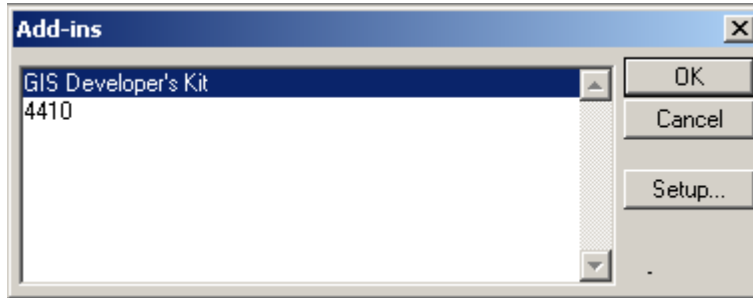 Add-ins
GIS Developer's Kit
4410
OK
Cancel
Setup...
.